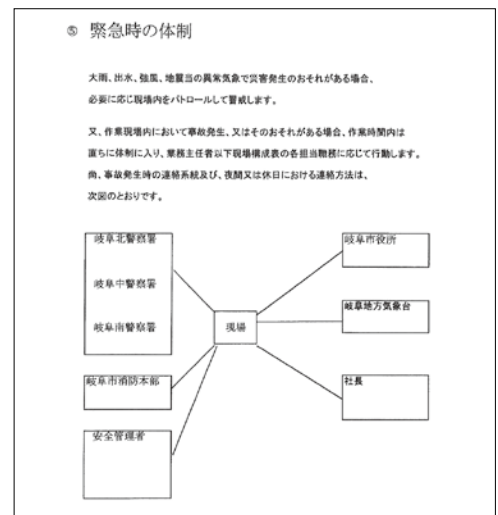 ⑤ 緊急時の体制
大雨、出水、強風、地震当の異常気象で災害発生のおそれがある場合、
必要に応じ現場内をパトロールして警戒します。
又、作業現場内において事故発生、又はそのおそれがある場合、作業時間内は
直ちに体制に入り、業務主任者以下現場構成表の各担当職務に応じて行動します。
尚、事故発生時の連絡系統及び、夜間又は休日における連絡方法は、
次図のとおりです。
岐阜北警察署
岐阜中警察署
岐阜南警察署
岐阜市消防本部
安全管理者
現場
岐阜市役所
岐阜地方気象台
社長